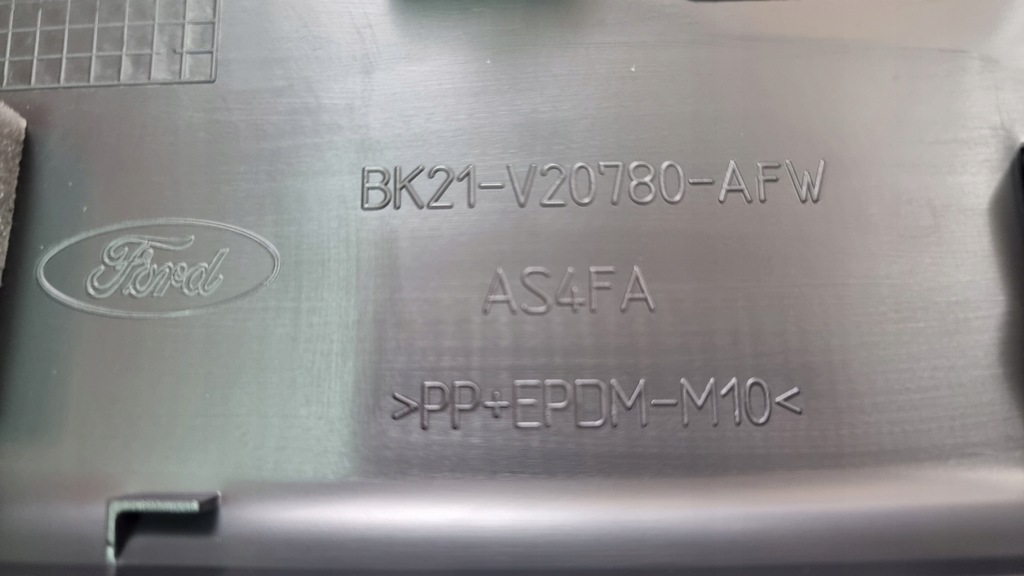 BK21-V20780-AFW
Ford
AS4FA
>PP+EPDM-M10<